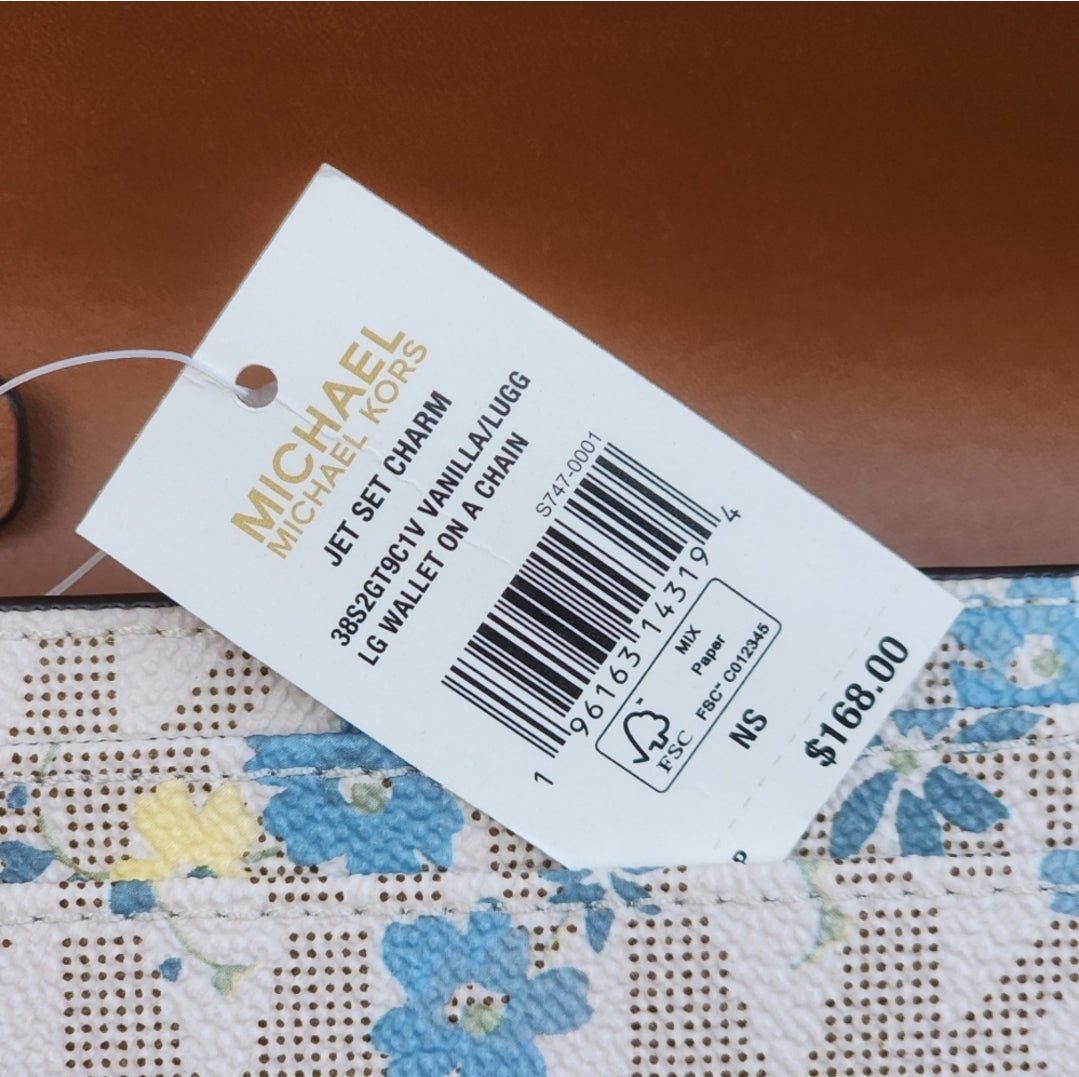 MICHAEL
MICHAEL KORS
JET SET CHARM
38S2GT9C1V VANILLA/LUGG
LG WALLET ON A CHAIN
S747-0001
1 96163 14319 4
FSC
MIX
Paper
FSC™ C012345
NS
$168.00